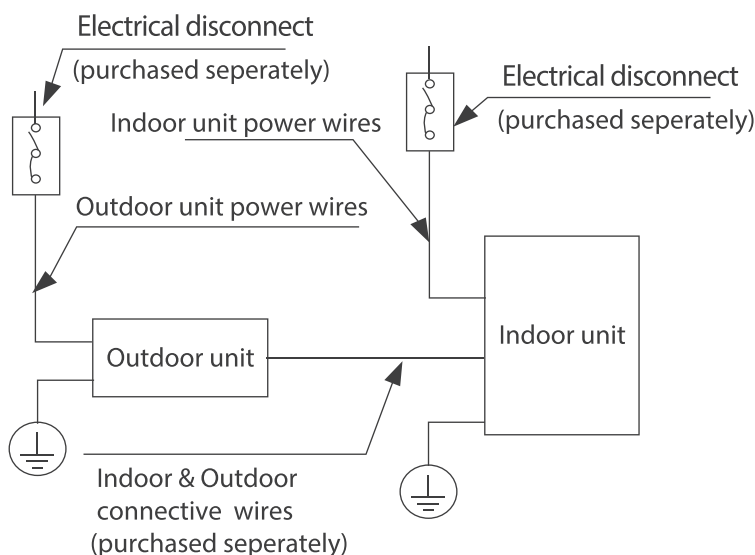 Electrical disconnect
(purchased seperately)
Electrical disconnect
(purchased seperately)
Indoor unit power wires
Outdoor unit power wires
Outdoor unit
Indoor unit
Indoor & Outdoor
connective wires
(purchased seperately)